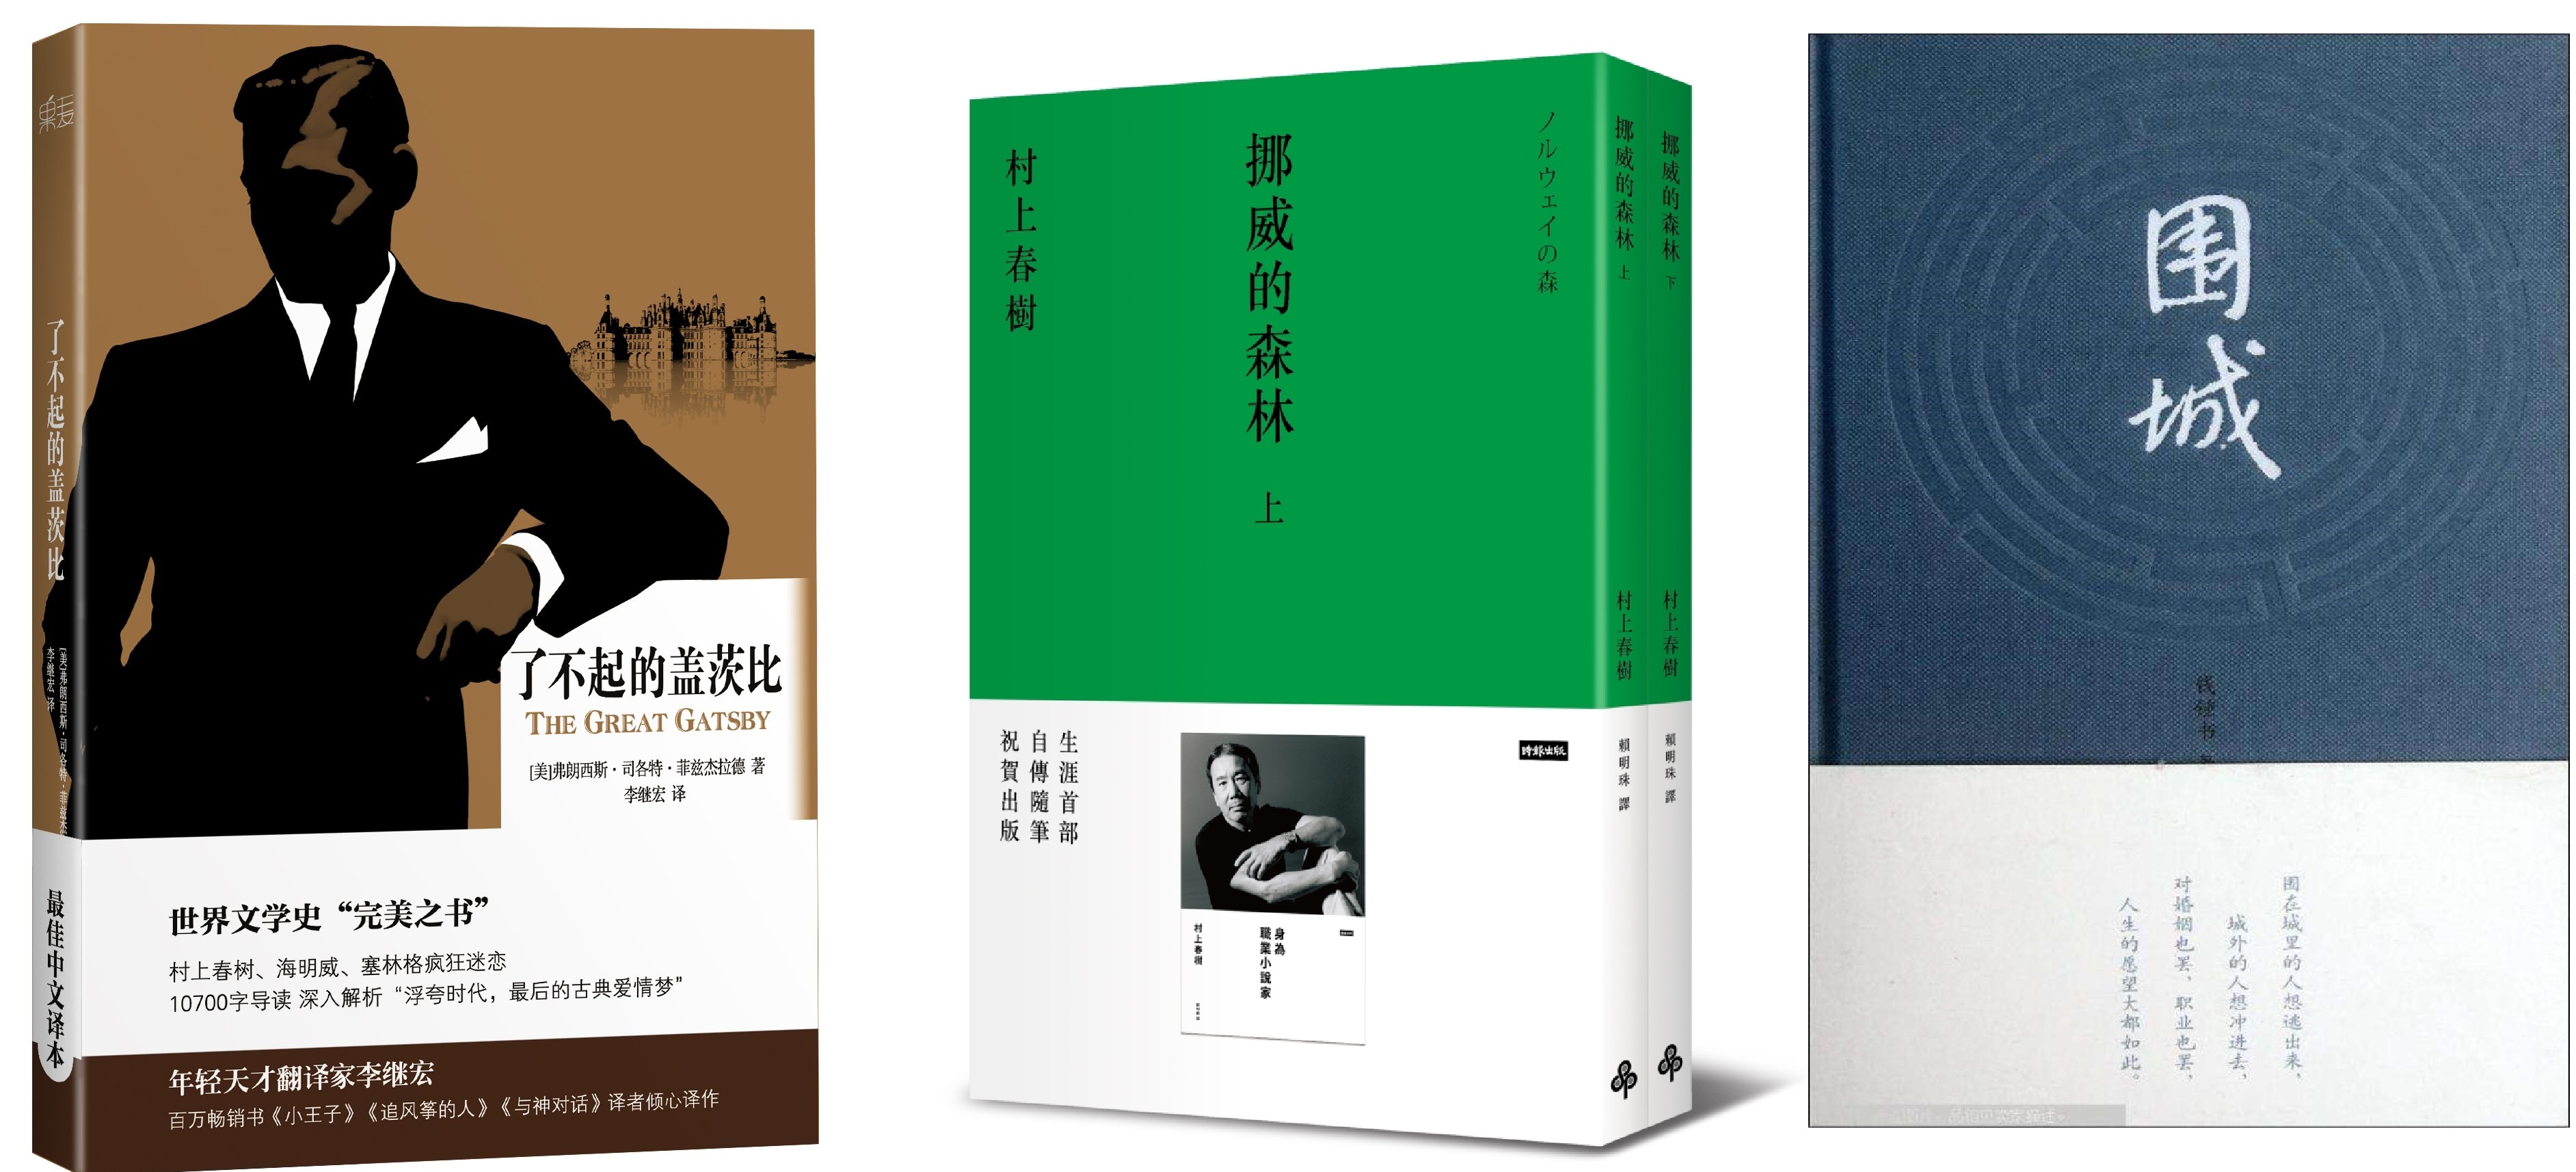 果麦
了不起的盖茨比
[美]弗朗西斯·司各特·菲兹杰
李继宏 译
最佳中文译本
了不起的盖茨比
THE GREAT GATSBY
[美]弗朗西斯·司各特·菲兹杰拉德 著
李继宏 译
世界文学史“完美之书”
村上春树、海明威、塞林格疯狂迷恋
10700字导读 深入解析“浮夸时代，最后的古典爱情梦”
年轻天才翻译家李继宏
百万畅销书《小王子》《追风筝的人》《与神对话》译者倾心译作
ノルウェイの森
挪威的森林 上
村上春樹
生涯首部
自傳隨筆
祝賀出版
身為
職業小說家
村上春樹
時報出版
挪威的森林 上
村上春樹
賴明珠 譯
挪威的森林 下
村上春樹
賴明珠 譯
围城
钱锺书
围在城里的人想逃出来，
城外的人想冲进去，
对婚姻也罢，职业也罢，
人生的愿望大都如此。